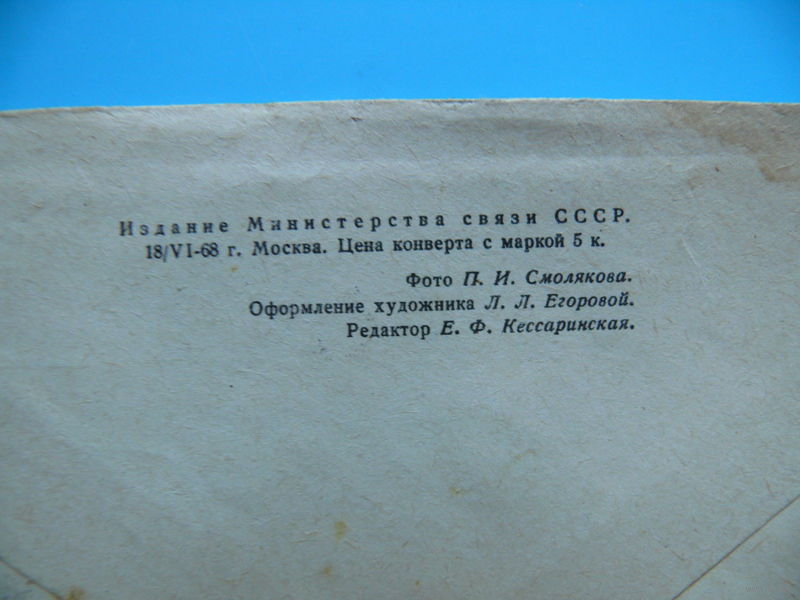 Издание Министерства связи СССР.
18/VI-68 г. Москва. Цена конверта с маркой 5 к.
Фото П. И. Смолякова.
Оформление художника Л. Л. Егоровой.
Редактор Е. Ф. Кессаринская.